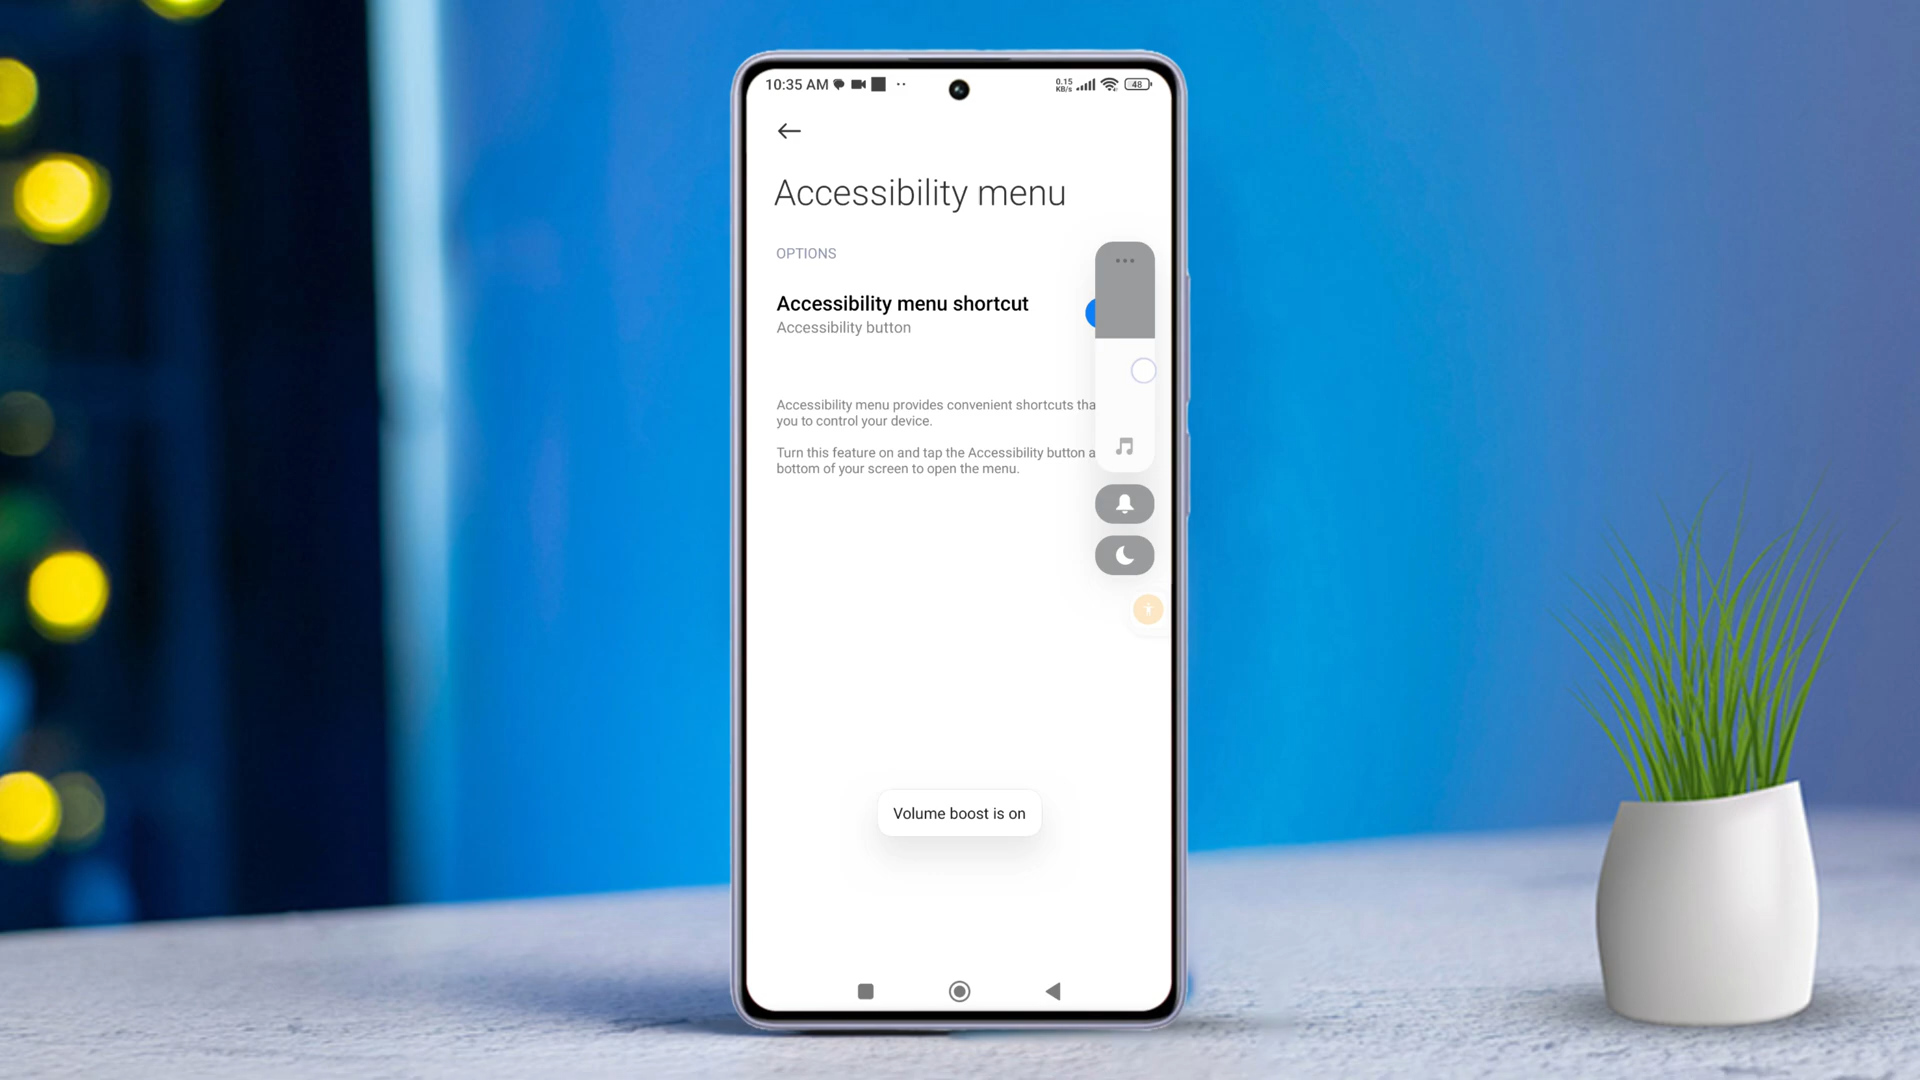 10:35 AM
0.15
KB/s
48
Accessibility menu
OPTIONS
Accessibility menu shortcut
Accessibility button
Accessibility menu provides convenient shortcuts tha
you to control your device.
Turn this feature on and tap the Accessibility button a
bottom of your screen to open the menu.
Volume boost is on